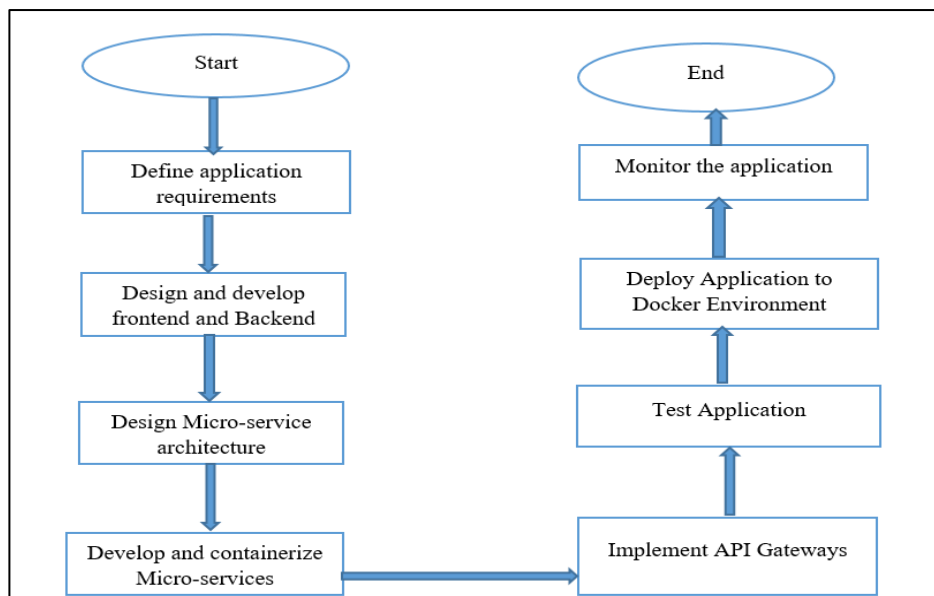 Start
Define application
requirements
Design and develop
frontend and Backend
Design Micro-service
architecture
Develop and containerize
Micro-services
Implement API Gateways
Test Application
Deploy Application to
Docker Environment
Monitor the application
End